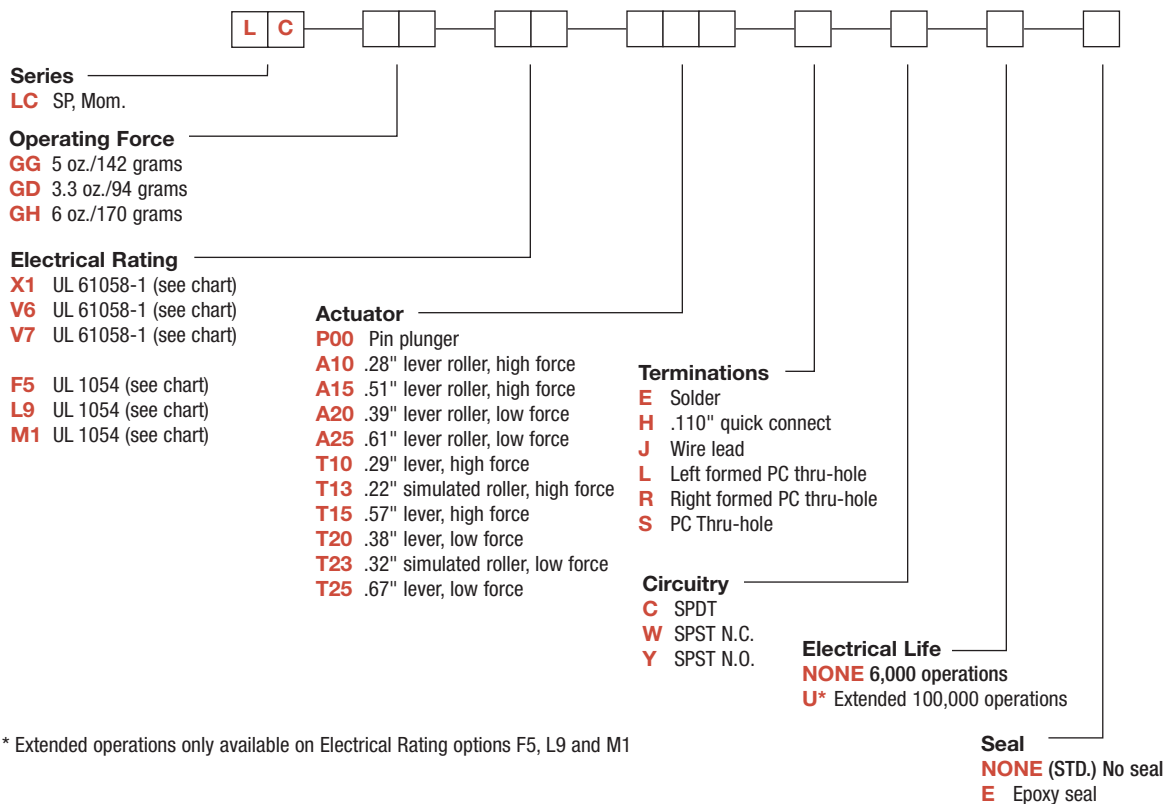 L C
Series
LC SP, Mom.
Operating Force
GG 5 oz./142 grams
GD 3.3 oz./94 grams
GH 6 oz./170 grams
Electrical Rating
X1 UL 61058-1 (see chart)
V6 UL 61058-1 (see chart)
V7 UL 61058-1 (see chart)
F5 UL 1054 (see chart)
L9 UL 1054 (see chart)
M1 UL 1054 (see chart)
Actuator
P00 Pin plunger
A10 .28" lever roller, high force
A15 .51" lever roller, high force
A20 .39" lever roller, low force
A25 .61" lever roller, low force
T10 .29" lever, high force
T13 .22" simulated roller, high force
T15 .57" lever, high force
T20 .38" lever, low force
T23 .32" simulated roller, low force
T25 .67" lever, low force
Terminations
E Solder
H .110" quick connect
J Wire lead
L Left formed PC thru-hole
R Right formed PC thru-hole
S PC Thru-hole
Circuitry
C SPDT
W SPST N.C.
Y SPST N.O.
Electrical Life
NONE 6,000 operations
U* Extended 100,000 operations
* Extended operations only available on Electrical Rating options F5, L9 and M1
Seal
NONE (STD.) No seal
E Epoxy seal